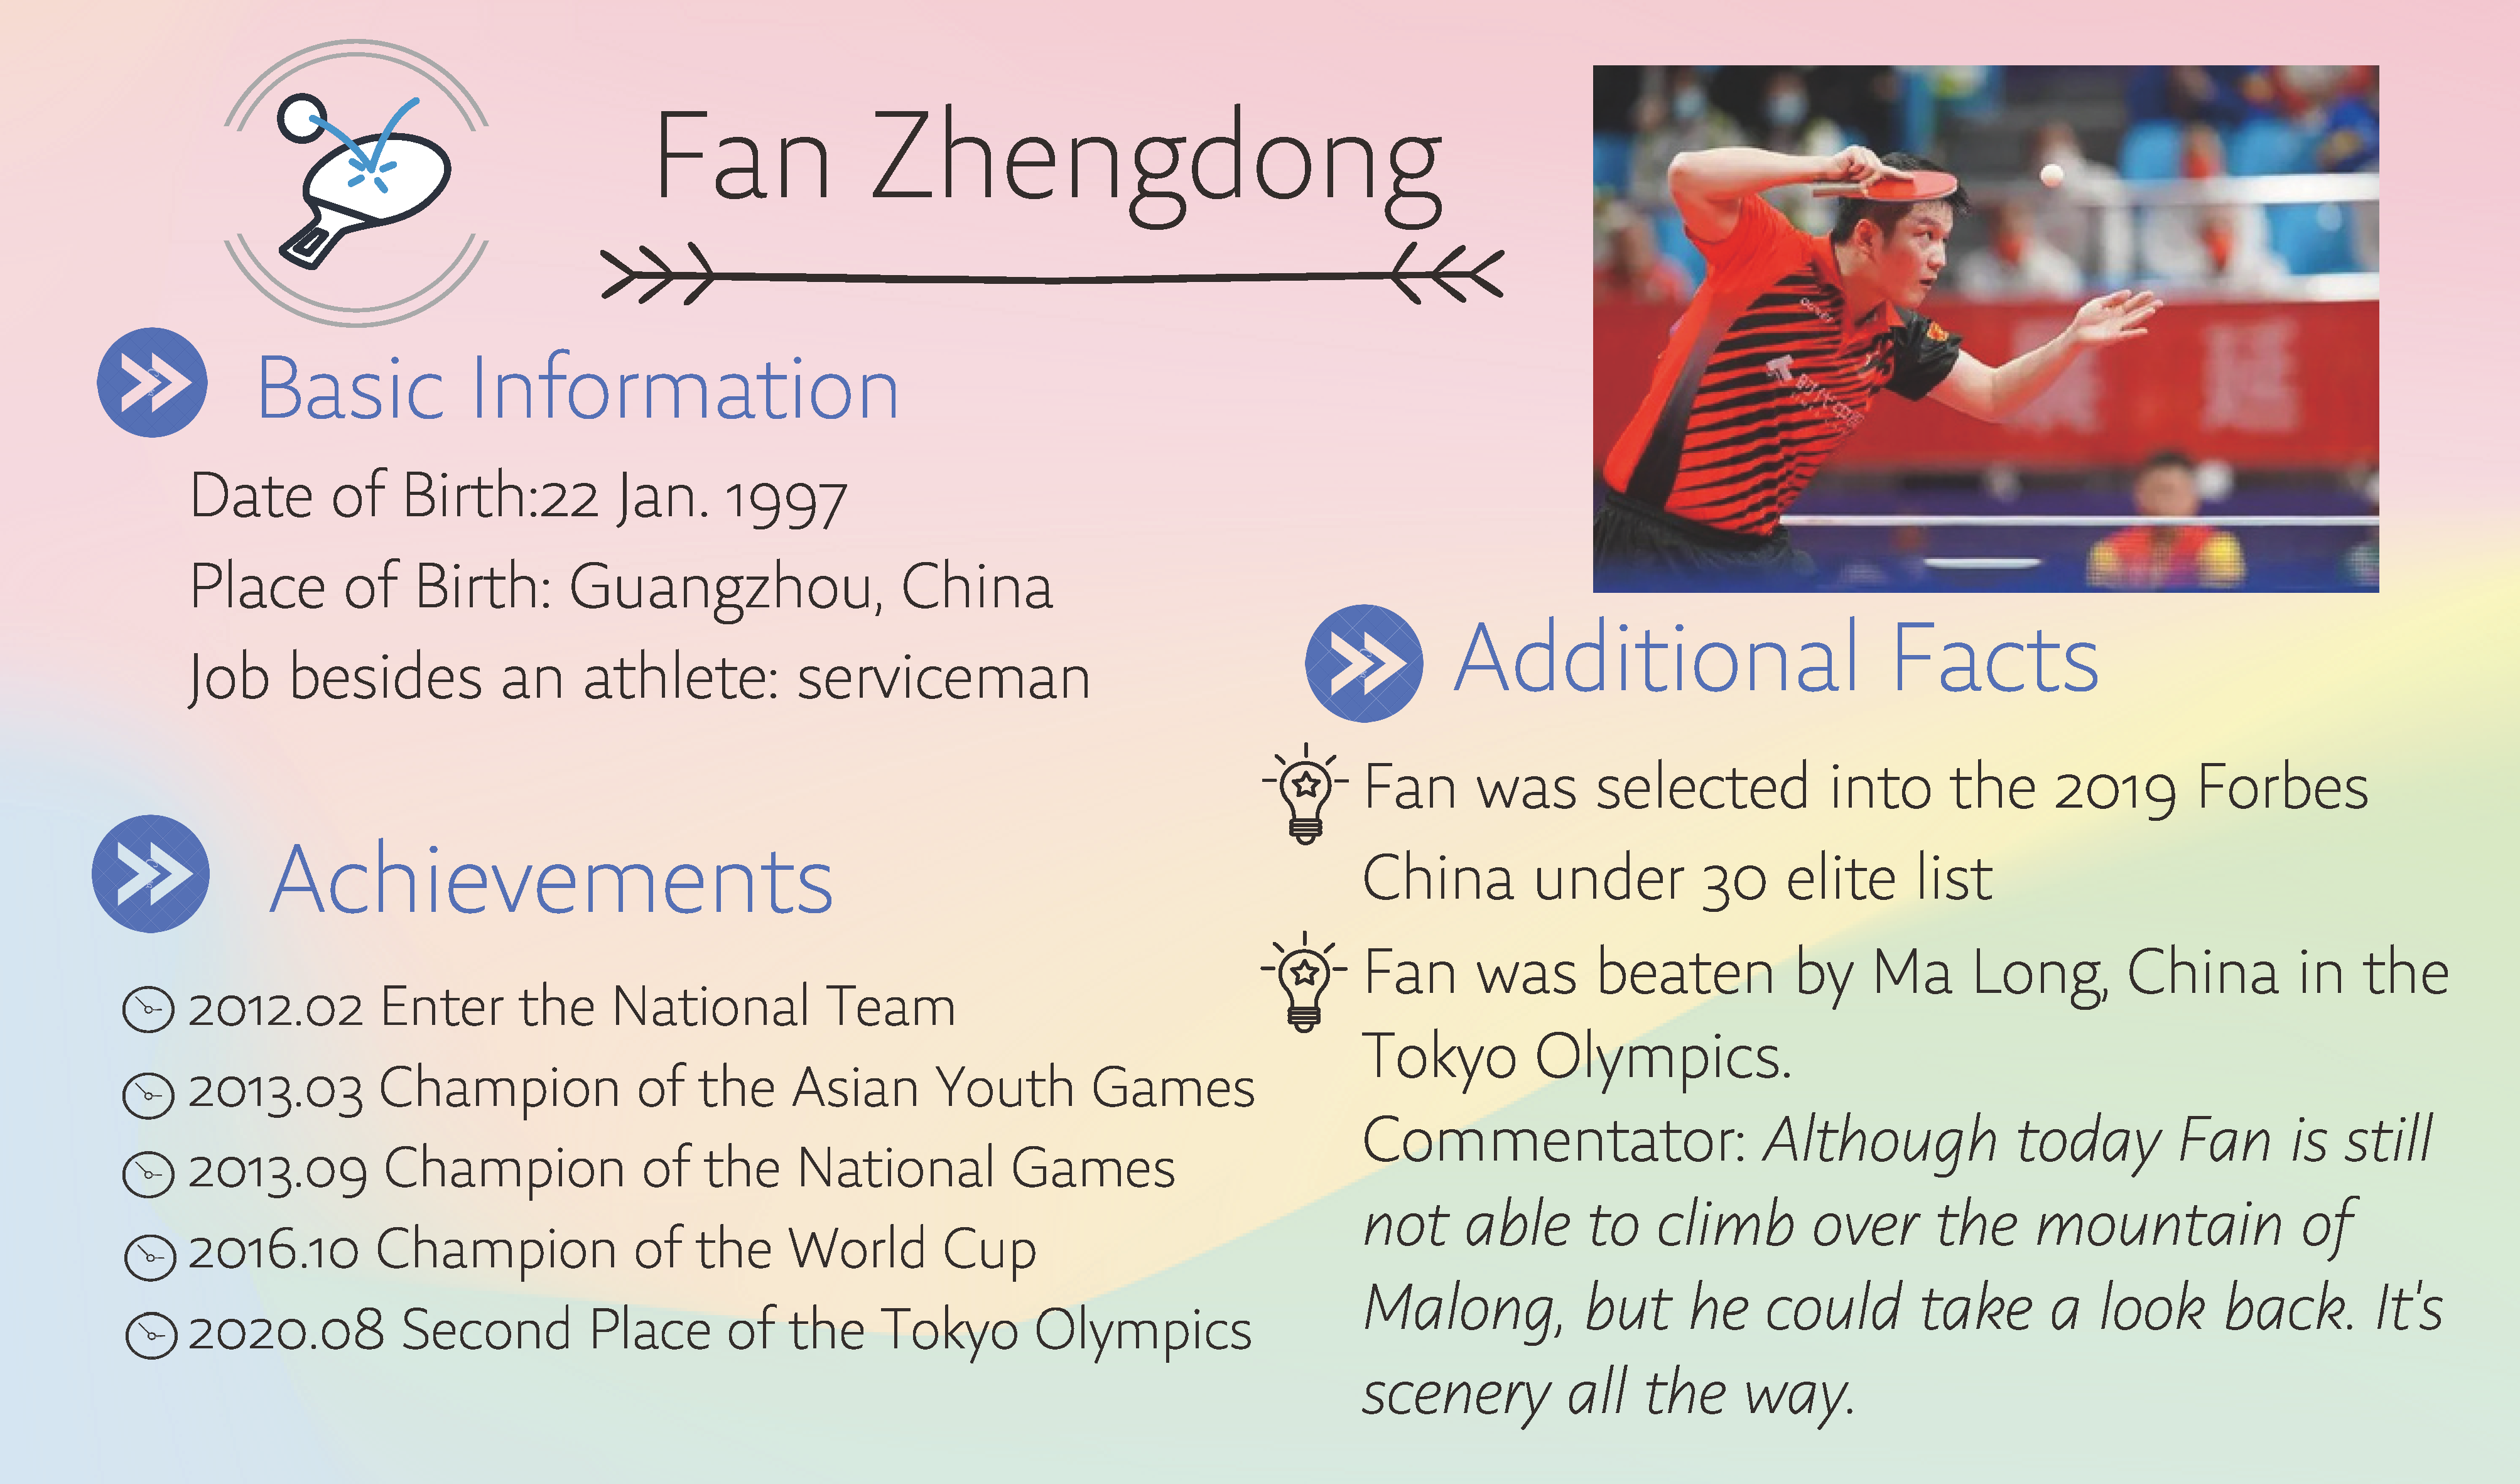 Fan Zhengdong
Basic Information
Date of Birth:22 Jan. 1997
Place of Birth: Guangzhou, China
Job besides an athlete: serviceman
Achievements
2012.02 Enter the National Team
2013.03 Champion of the Asian Youth Games
2013.09 Champion of the National Games
2016.10 Champion of the World Cup
2020.08 Second Place of the Tokyo Olympics
时代中国
Additional Facts
Fan was selected into the 2019 Forbes
China under 30 elite list
Fan was beaten by Ma Long, China in the
Tokyo Olympics.
Commentator: Although today Fan is still
not able to climb over the mountain of
Malong, but he could take a look back. It's
scenery all the way.